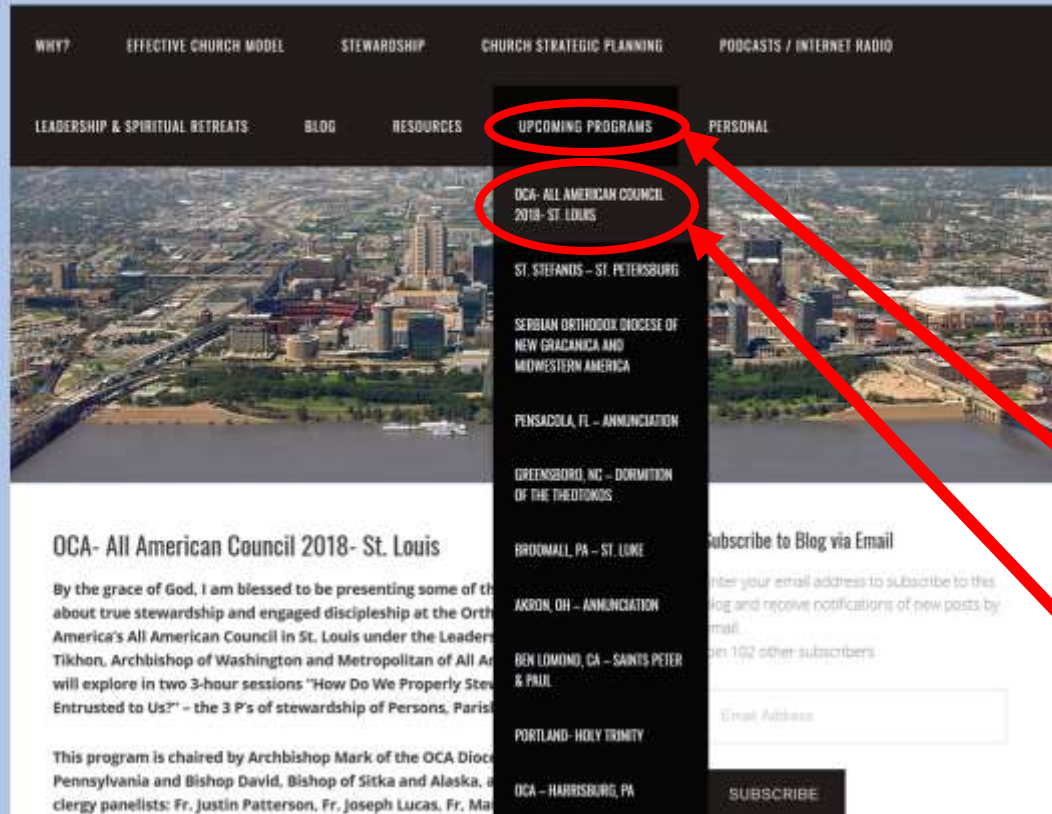 WHY? EFFECTIVE CHURCH MODEL STEWARDSHIP CHURCH STRATEGIC PLANNING PODCASTS / INTERNET RADIO
LEADERSHIP & SPIRITUAL RETREATS BLOG RESOURCES UPCOMING PROGRAMS PERSONAL
OCA- ALL AMERICAN COUNCIL
2018- ST. LOUIS
ST. STEFANOS – ST. PETERSBURG
SERBIAN ORTHODOX DIOCESE OF
NEW GRACANICA AND
MIDWESTERN AMERICA
PENSACOLA, FL – ANNUNCIATION
GREENSBORO, NC – DORMITION
OF THE THEOTOKOS
BROOMALL, PA – ST. LUKE
AKRON, OH – ANNUNCIATION
BEN LOMOND, CA – SAINTS PETER
& PAUL
PORTLAND- HOLY TRINITY
OCA – HARRISBURG, PA
OCA- All American Council 2018- St. Louis
By the grace of God, I am blessed to be presenting some of th
about true stewardship and engaged discipleship at the Orth
America's All American Council in St. Louis under the Leaders
Tikhon, Archbishop of Washington and Metropolitan of All A
will explore in two 3-hour sessions "How Do We Properly Stew
Entrusted to Us?" – the 3 P's of stewardship of Persons, Paris
This program is chaired by Archbishop Mark of the OCA Dioce
Pennsylvania and Bishop David, Bishop of Sitka and Alaska, a
clergy panelists: Fr. Justin Patterson, Fr. Joseph Lucas, Fr. Ma
ubscribe to Blog via Email
nter your email address to subscribe to this
log and receive notifications of new posts by
mail.
oin 102 other subscribers
Email Address
SUBSCRIBE